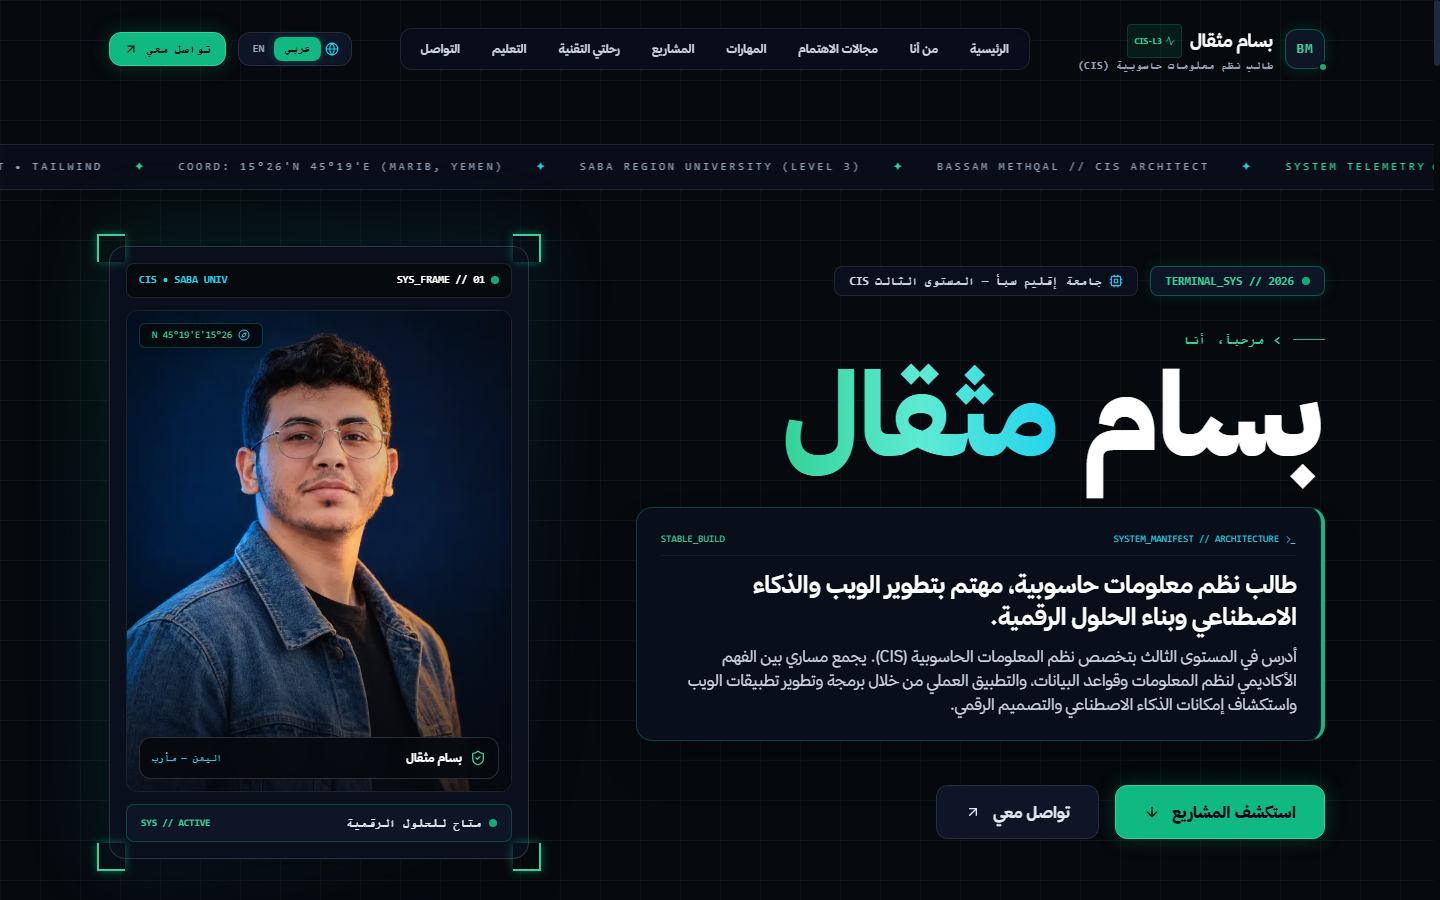 BM
بسام مثقال
CIS-L3
طالب نظم معلومات حاسوبية (CIS)
الرئيسية
من أنا
مجالات الاهتمام
المهارات
المشاريع
رحلتي التقنية
التعليم
التواصل
عربي
EN
تواصل معي
TAILWIND ✦ COORD: 15°26'N 45°19'E (MARIB, YEMEN) ✦ SABA REGION UNIVERSITY (LEVEL 3) ✦ BASSAM METHQAL // CIS ARCHITECT ✦ SYSTEM TELEMETRY
TERMINAL_SYS // 2026
جامعة إقليم سبأ — المستوى الثالث CIS
> مرحباً، أنا
بسام مثقال
SYSTEM_MANIFEST // ARCHITECTURE
STABLE_BUILD
طالب نظم معلومات حاسوبية، مهتم بتطوير الويب والذكاء
الاصطناعي وبناء الحلول الرقمية.
أدرس في المستوى الثالث بتخصص نظم المعلومات الحاسوبية (CIS). يجمع مساري بين الفهم
الأكاديمي لنظم المعلومات وقواعد البيانات، والتطبيق العملي من خلال برمجة وتطوير تطبيقات الويب
واستكشاف إمكانات الذكاء الاصطناعي والتصميم الرقمي.
استكشف المشاريع
تواصل معي
SYS_FRAME // 01
CIS • SABA UNIV
N 45°19'E'15°26
بسام مثقال
اليمن — مأرب
متاح للحلول الرقمية
SYS // ACTIVE